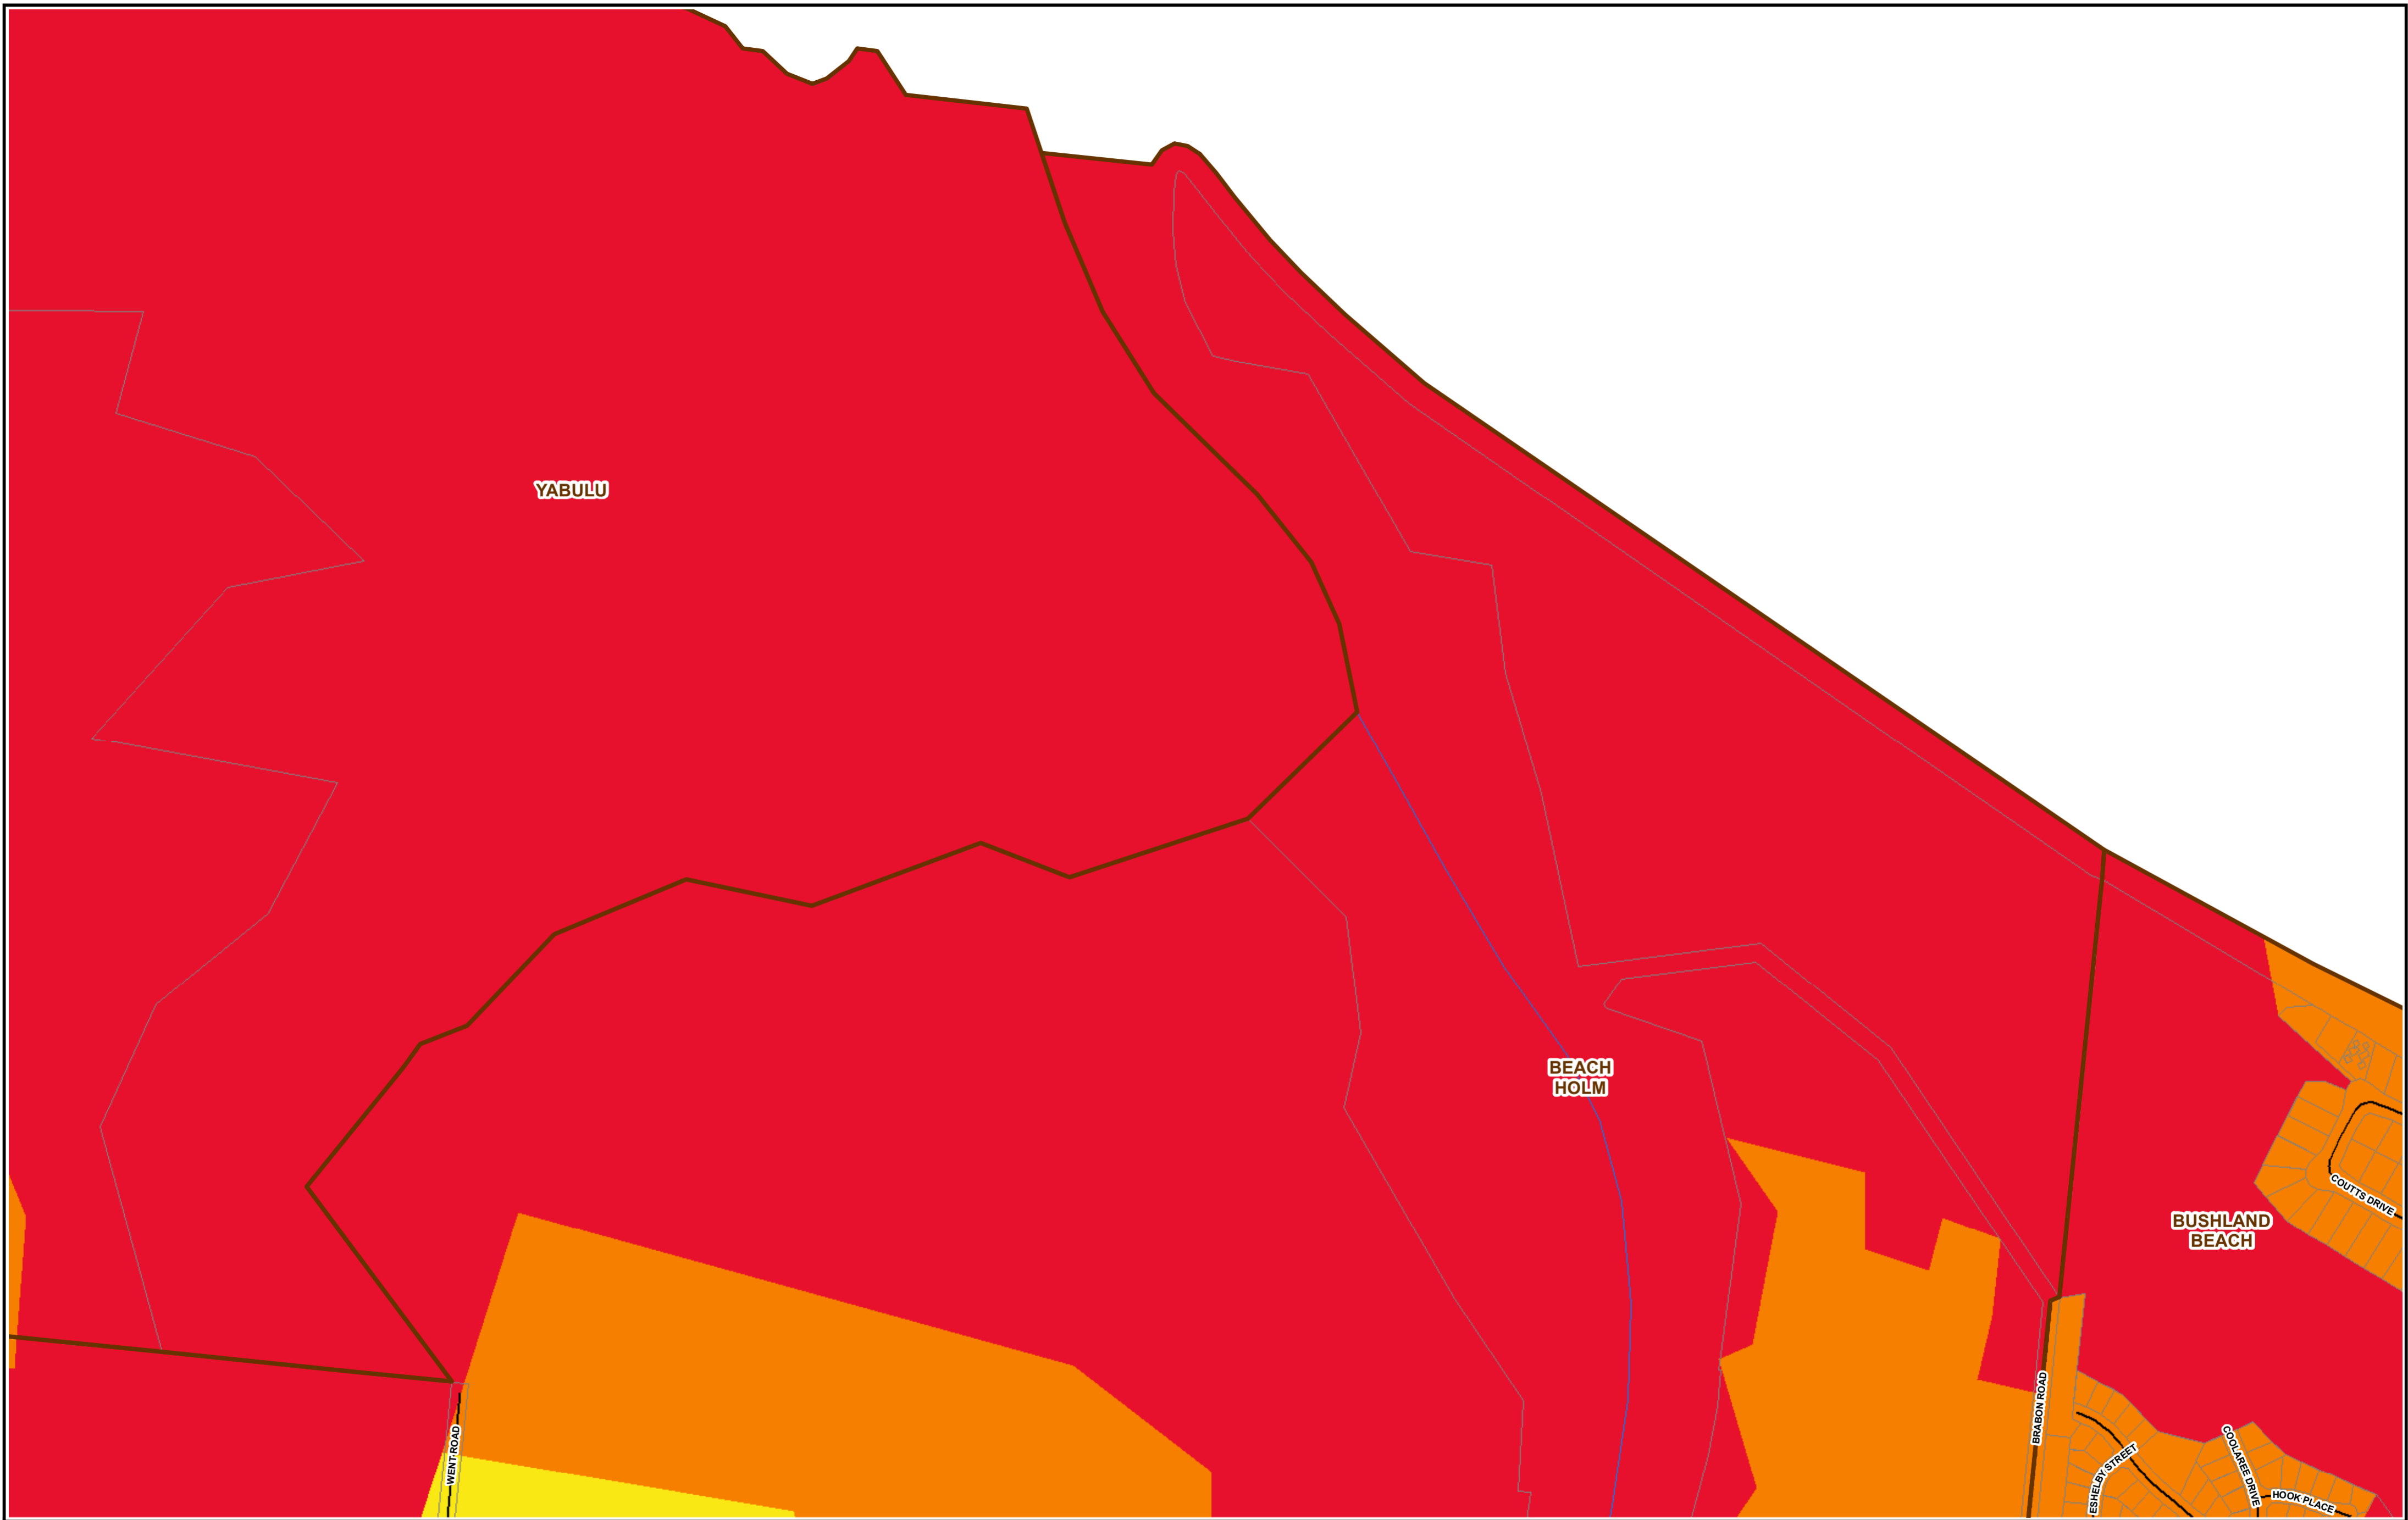 YABULU
BEACH
HOLM
COUTTS DRIVE
BUSHLAND
BEACH
BRABON ROAD
WENT ROAD
ESHELBY STREET
COOLAREE DRIVE
HOOK PLACE